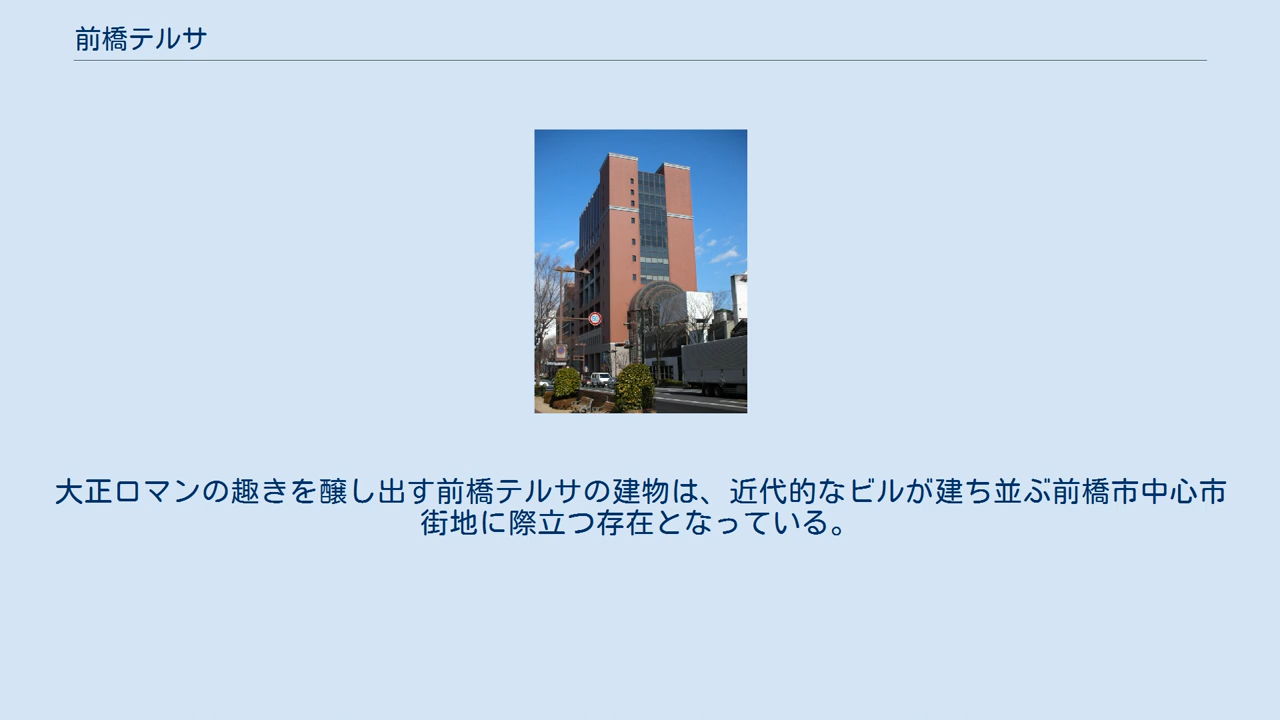 前橋テルサ
大正ロマンの趣きを醸し出す前橋テルサの建物は、近代的なビルが建ち並ぶ前橋市中心市
街地に際立つ存在となっている。